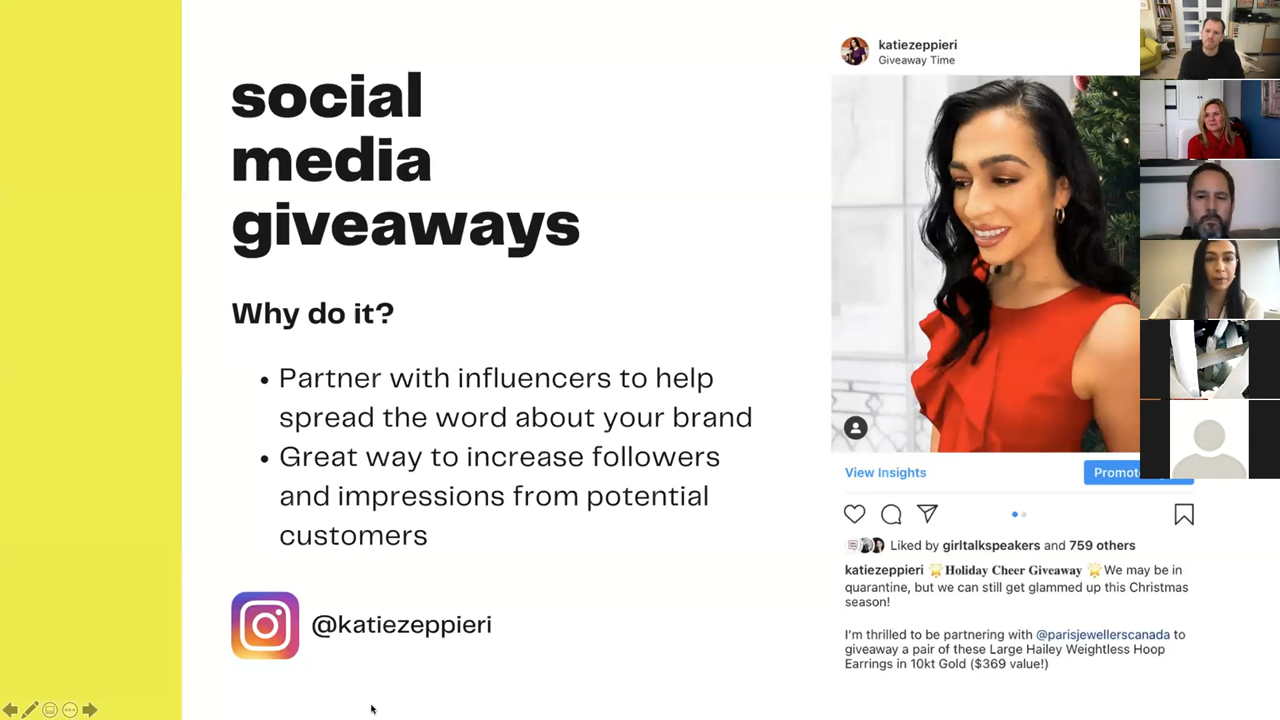 social
media
giveaways
Why do it?
• Partner with influencers to help
spread the word about your brand
• Great way to increase followers
and impressions from potential
customers
@katiezeppieri
katiezeppieri
Giveaway Time
View Insights
Liked by girltalkspeakers and 759 others
katiezeppieri 🌟Holiday Cheer Giveaway 🌟We may be in
quarantine, but we can still get glammed up this Christmas
season!
I'm thrilled to be partnering with @parisjewellerscanada to
giveaway a pair of these Large Hailey Weightless Hoop
Earrings in 10kt Gold ($369 value!)